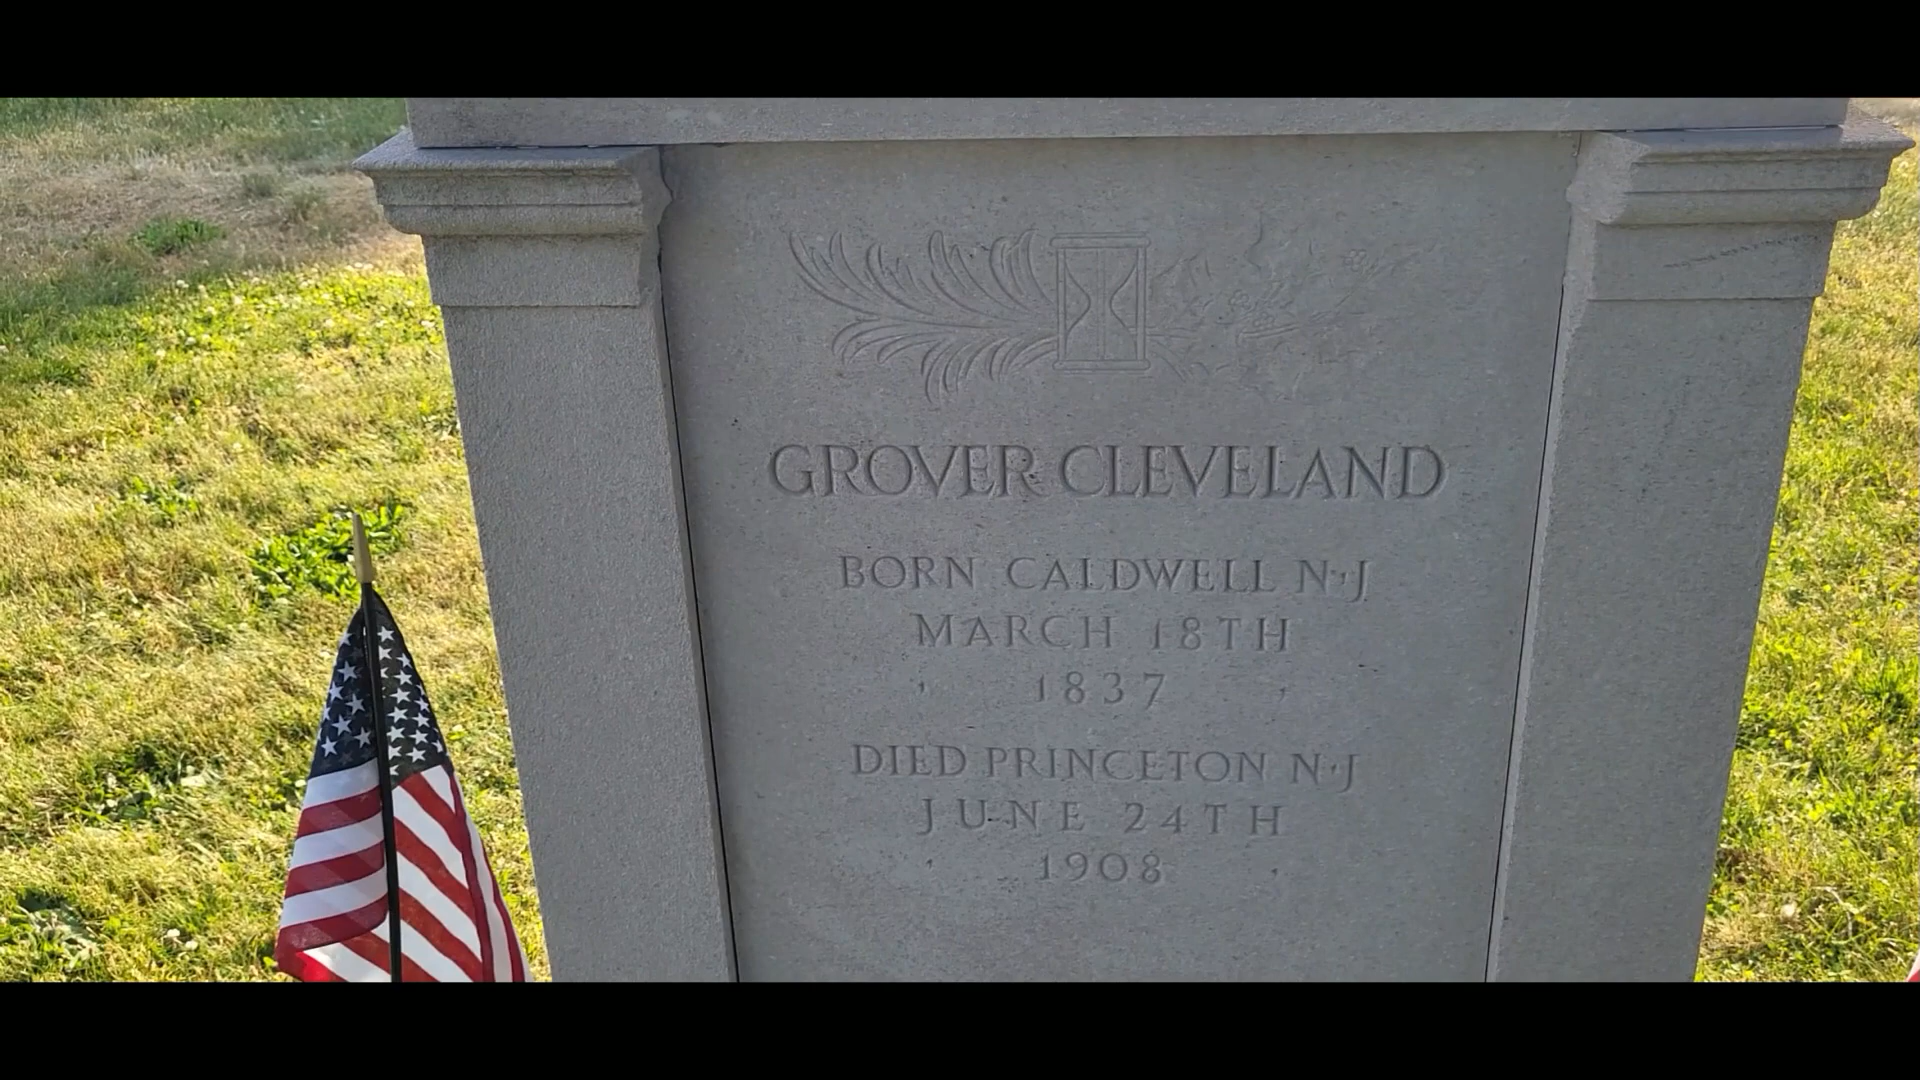 GROVER CLEVELAND
BORN CALDWELL N·J
MARCH 18TH
1837
DIED PRINCETON N·J
JUNE 24TH
1908